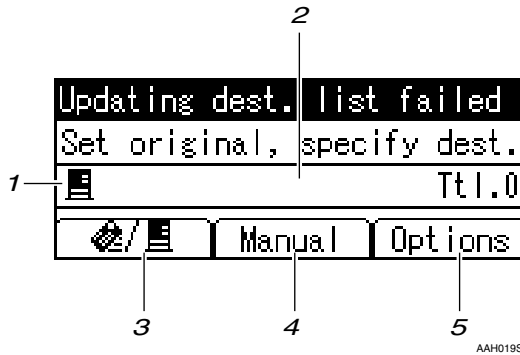 2
Updating dest. list failed
Set original, specify dest.
1 Ttl.0
/ Manual Options
3 4 5
AAH019S